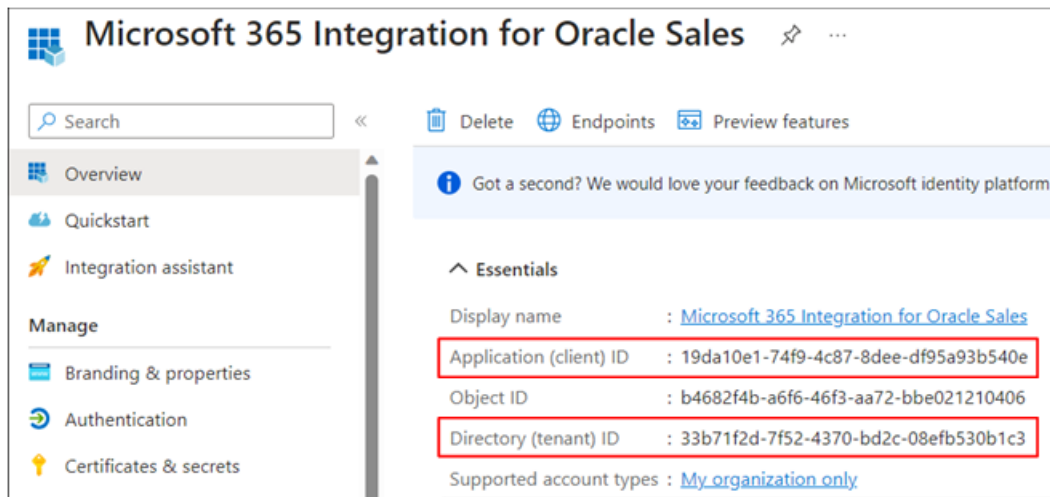 Microsoft 365 Integration for Oracle Sales
Search
Delete Endpoints Preview features
Overview
Got a second? We would love your feedback on Microsoft identity platform
Quickstart
Integration assistant
Essentials
Display name : Microsoft 365 Integration for Oracle Sales
Manage
Application (client) ID : 19da10e1-74f9-4c87-8dee-df95a93b540e
Branding & properties
Object ID : b4682f4b-a6f6-46f3-aa72-bbe021210406
Authentication
Directory (tenant) ID : 33b71f2d-7f52-4370-bd2c-08efb530b1c3
Certificates & secrets
Supported account types : My organization only